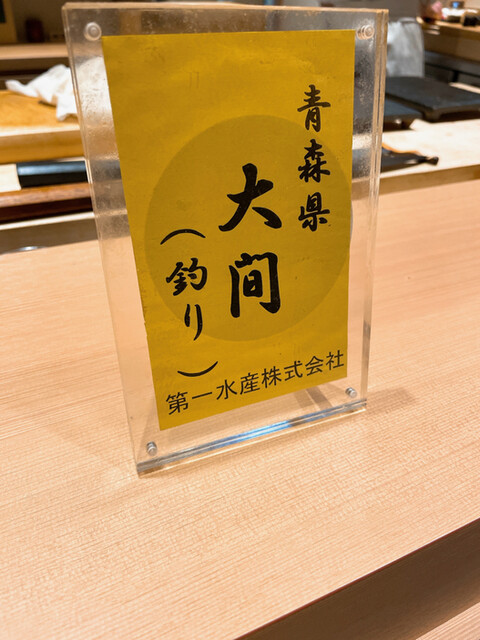 青森県
大間
（釣り）
第一水産株式会社